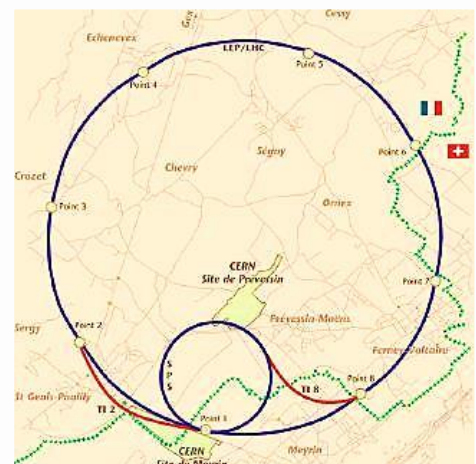 Cessy
Echenevex
LEP/LHC
Point 5
Point 4
Point 6
Ségny
Chevry
Crozet
Point 3
Ornex
CERN
Site de Prévessin
Point 7
Prévessin-Moëns
Sergy
Point 2
Ferney-Voltaire
SPS
Point 8
TI 8
St Genis-Pouilly
TI 2
Point 1
CERN
Meyrin
Site de Meyrin